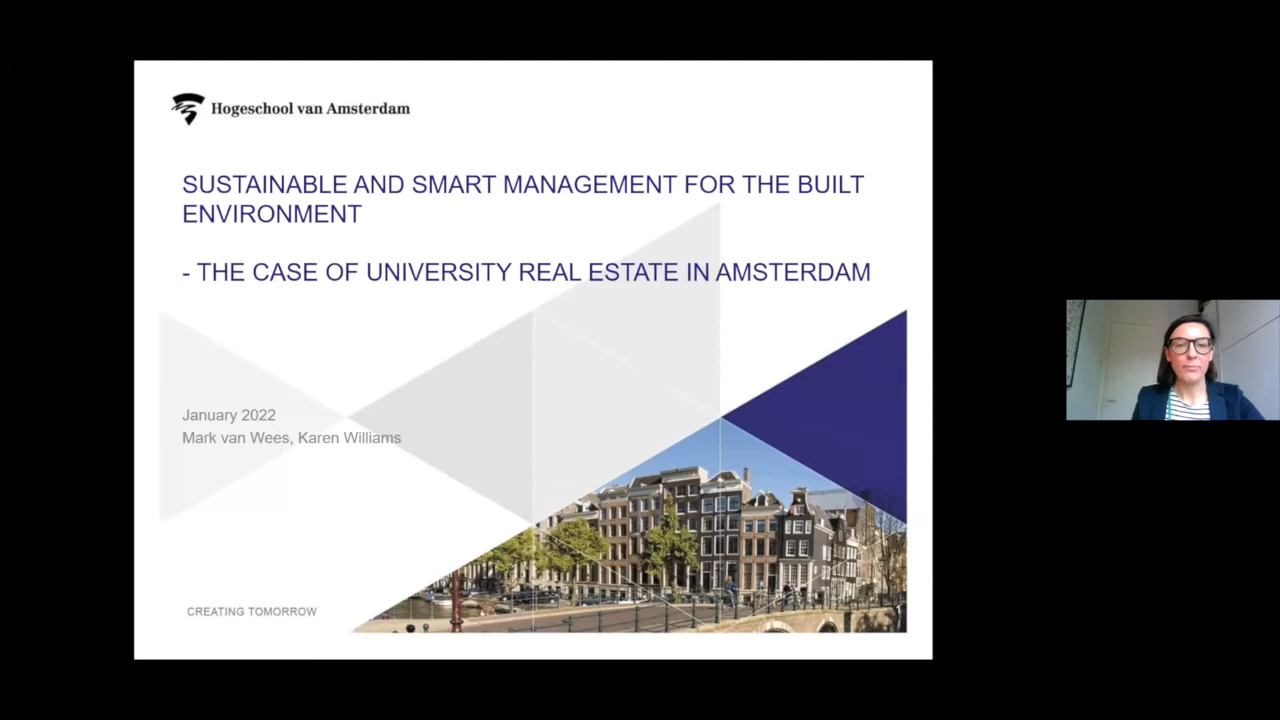 Hogeschool van Amsterdam
SUSTAINABLE AND SMART MANAGEMENT FOR THE BUILT
ENVIRONMENT
- THE CASE OF UNIVERSITY REAL ESTATE IN AMSTERDAM
January 2022
Mark van Wees, Karen Williams
CREATING TOMORROW